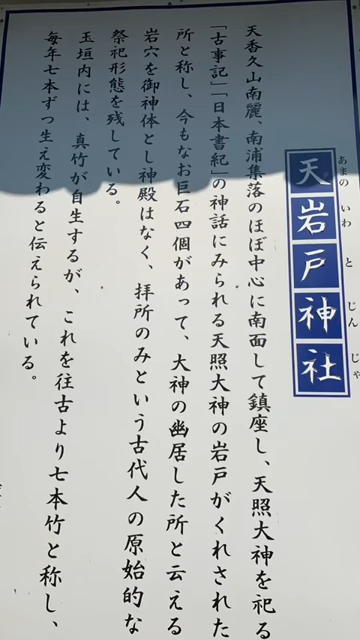 天岩戸神社
あまの いわ と じん じゃ
天香久山南麗、南浦集落のほぼ中心に南面して鎮座し、天照大神を祀る
「古事記」「日本書紀」の神話にみられる天照大神の岩戸がくれされた
所と称し、今もなお巨石四個があって、大神の幽居した所と云える
岩穴を御神体とし神殿はなく、拝所のみという古代人の原始的な
祭祀形態を残している。
玉垣内には、真竹が自生するが、これを往古より七本竹と称し、
毎年七本ずつ生え変わると伝えられている。